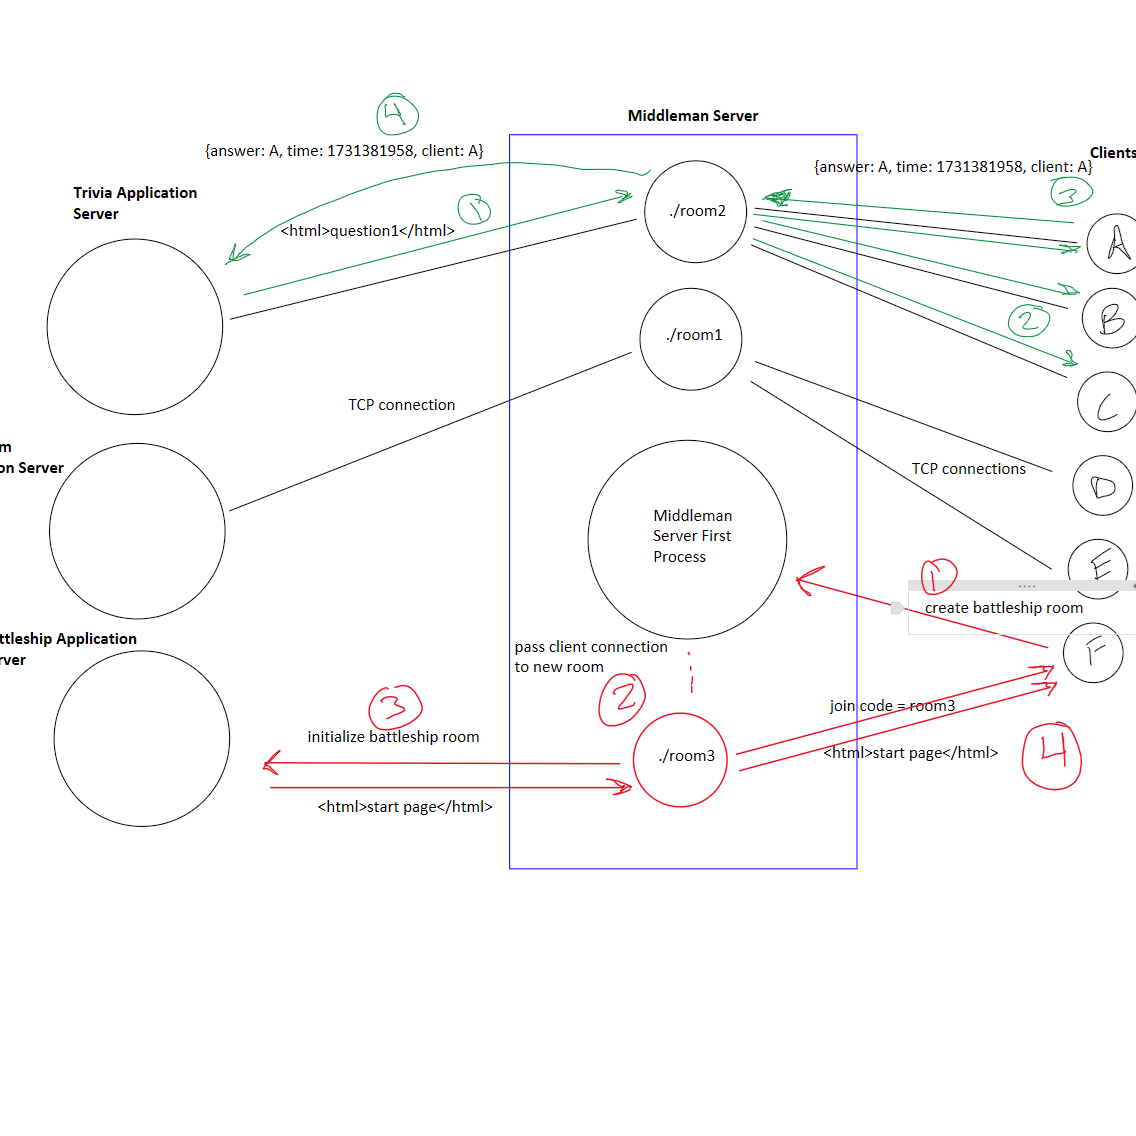 4
Middleman Server
{answer: A, time: 1731381958, client: A}
{answer: A, time: 1731381958, client: A}
Clients
3
Trivia Application
Server
1
<html>question1</html>
./room2
A
B
2
./room1
C
TCP connection
m
on Server
TCP connections
D
Middleman
Server First
Process
E
1
create battleship room
ttleship Application
rver
pass client connection
to new room
F
2
3
join code = room3
initialize battleship room
<html>start page</html>
4
./room3
<html>start page</html>